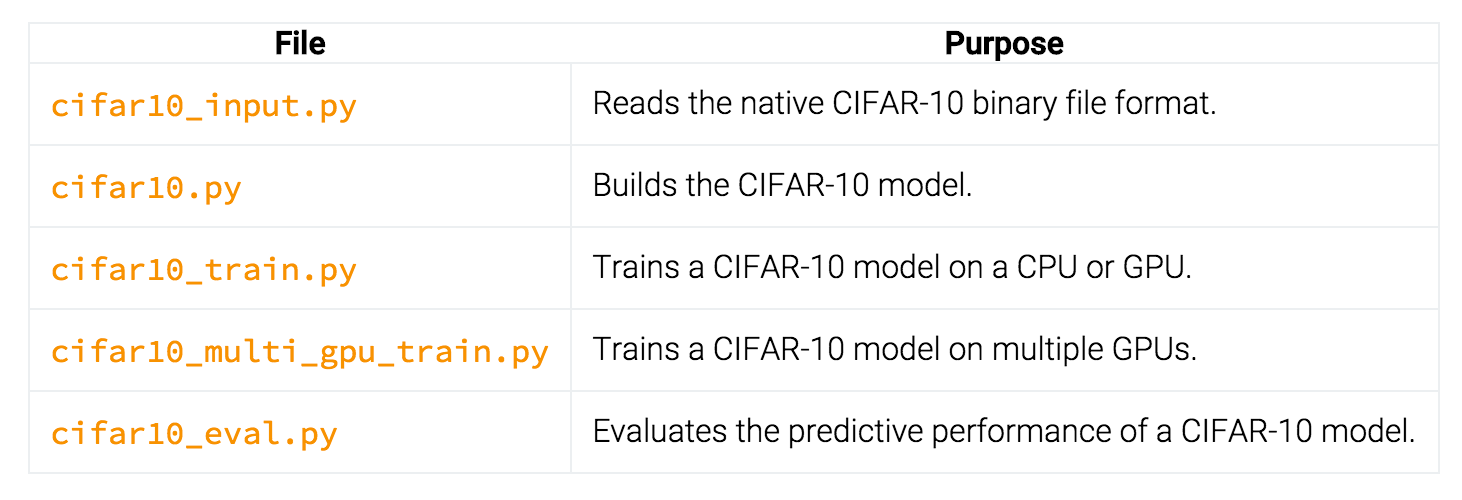 File Purpose
cifar10_input.py Reads the native CIFAR-10 binary file format.
cifar10.py Builds the CIFAR-10 model.
cifar10_train.py Trains a CIFAR-10 model on a CPU or GPU.
cifar10_multi_gpu_train.py Trains a CIFAR-10 model on multiple GPUs.
cifar10_eval.py Evaluates the predictive performance of a CIFAR-10 model.